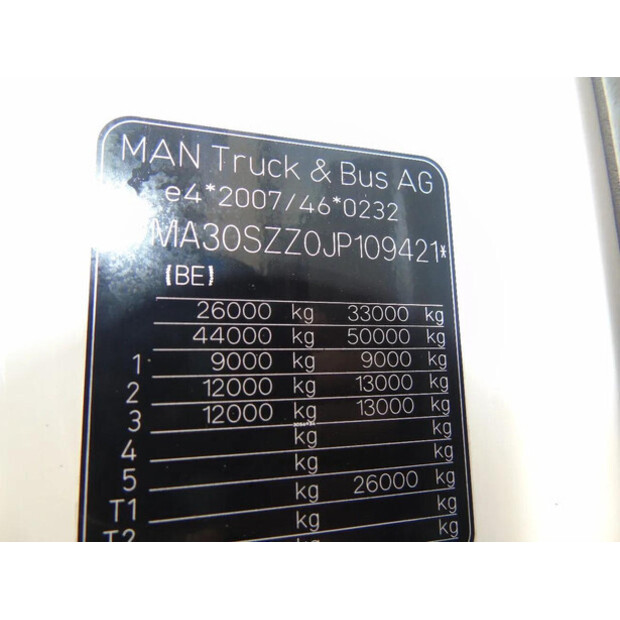 MAN Truck & Bus AG
e4*2007/46*0232
MA30SZZ0JP109421*
(BE)
26000 kg 33000 kg
44000 kg 50000 kg
1 9000 kg 9000 kg
2 12000 kg 13000 kg
3 12000 kg 13000 kg
4 kg kg
5 kg kg
T1 kg 26000 kg
T2 kg kg
kg